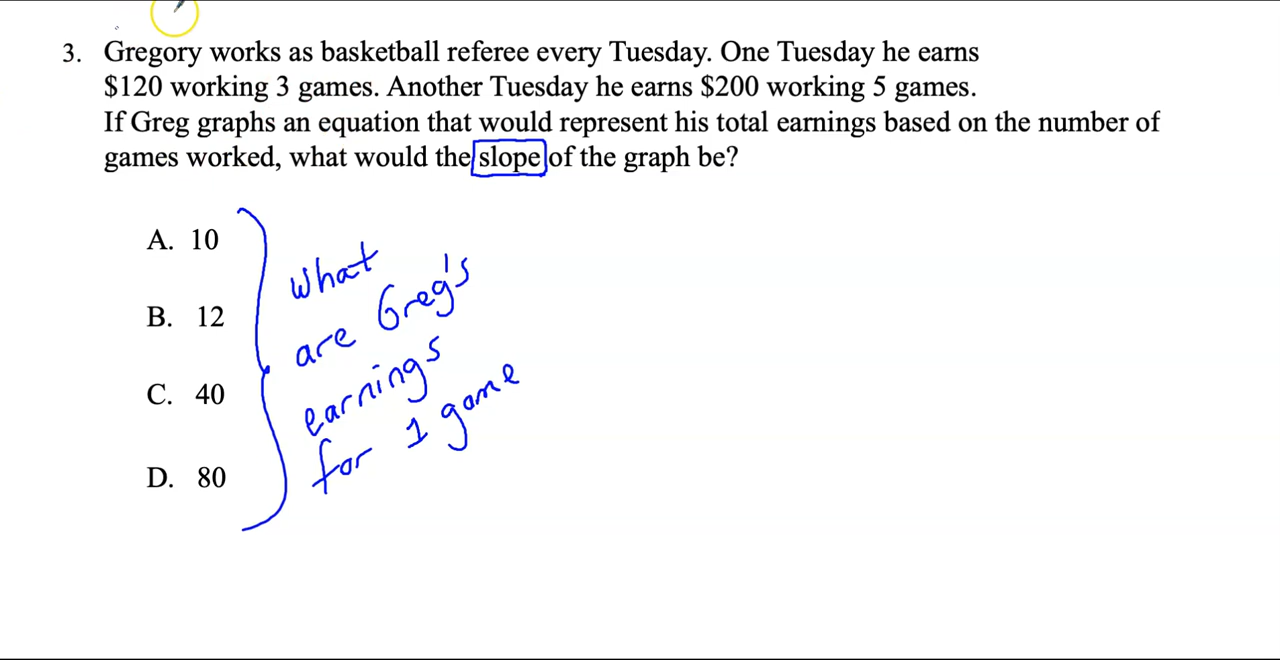 3. Gregory works as basketball referee every Tuesday. One Tuesday he earns
$120 working 3 games. Another Tuesday he earns $200 working 5 games.
If Greg graphs an equation that would represent his total earnings based on the number of
games worked, what would the slope of the graph be?
A. 10
B. 12
C. 40
D. 80
what
are Greg's
earnings
for 1 game